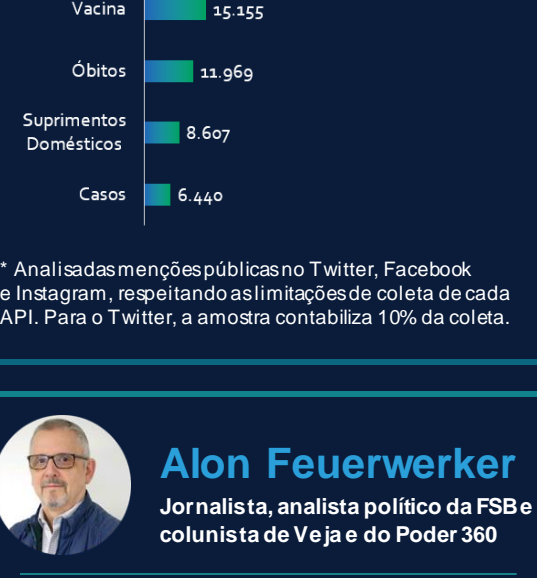 Vacina 15.155
Óbitos 11.969
Suprimentos
Domésticos 8.607
Casos 6.440
* Analisadas menções públicas no Twitter, Facebook
e Instagram, respeitando as limitações de coleta de cada
API. Para o Twitter, a amostra contabiliza 10% da coleta.
Alon Feuerwerker
Jornalista, analista político da FSB e
colunista de Veja e do Poder 360